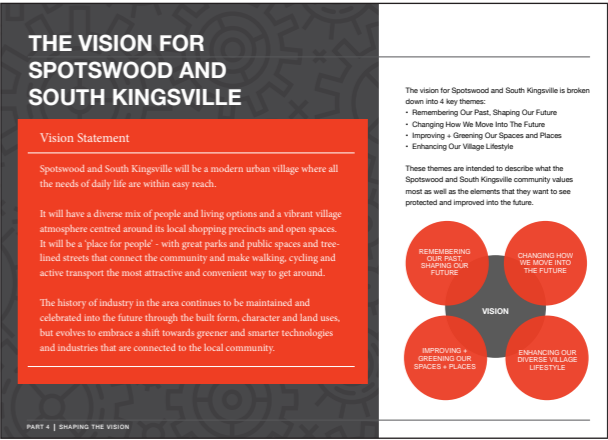 THE VISION FOR
SPOTSWOOD AND
SOUTH KINGSVILLE
Vision Statement
Spotswood and South Kingsville will be a modern urban village where all
the needs of daily life are within easy reach.
It will have a diverse mix of people and living options and a vibrant village
atmosphere centred around its local shopping precincts and open spaces.
It will be a 'place for people' - with great parks and public spaces and tree-
lined streets that connect the community and make walking, cycling and
active transport the most attractive and convenient way to get around.
The history of industry in the area continues to be maintained and
celebrated into the future through the built form, character and land uses,
but evolves to embrace a shift towards greener and smarter technologies
and industries that are connected to the local community.
PART 4 | SHAPING THE VISION
The vision for Spotswood and South Kingsville is broken
down into 4 key themes:
• Remembering Our Past, Shaping Our Future
• Changing How We Move Into The Future
• Improving + Greening Our Spaces and Places
• Enhancing Our Village Lifestyle
These themes are intended to describe what the
Spotswood and South Kingsville community values
most as well as the elements that they want to see
protected and improved into the future.
REMEMBERING
OUR PAST,
SHAPING OUR
FUTURE
CHANGING HOW
WE MOVE INTO
THE FUTURE
VISION
IMPROVING +
GREENING OUR
SPACES + PLACES
ENHANCING OUR
DIVERSE VILLAGE
LIFESTYLE